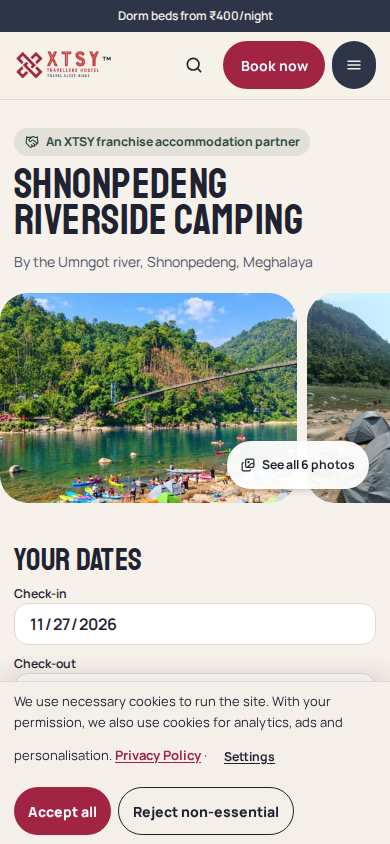 Dorm beds from ₹400/night
XTSY™
TRAVELLERS HOSTEL
Book now
An XTSY franchise accommodation partner
SHNONPEDENG
RIVERSIDE CAMPING
By the Umngot river, Shnonpedeng, Meghalaya
See all 6 photos
YOUR DATES
Check-in
11/27/2026
Check-out
We use necessary cookies to run the site. With your
permission, we also use cookies for analytics, ads and
personalisation. Privacy Policy · Settings
Accept all
Reject non-essential